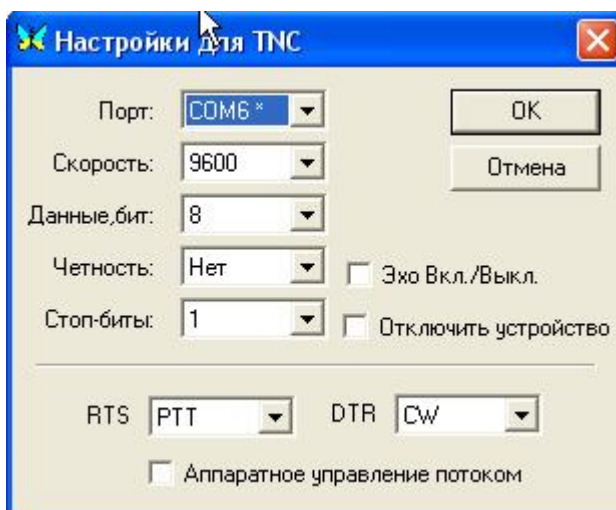 Настройки для TNC
Порт: COM6 * OK
Скорость: 9600 Отмена
Данные,бит: 8
Четность: Нет Эхо Вкл./Выкл.
Стоп-биты: 1 Отключить устройство
RTS PTT DTR CW
Аппаратное управление потоком